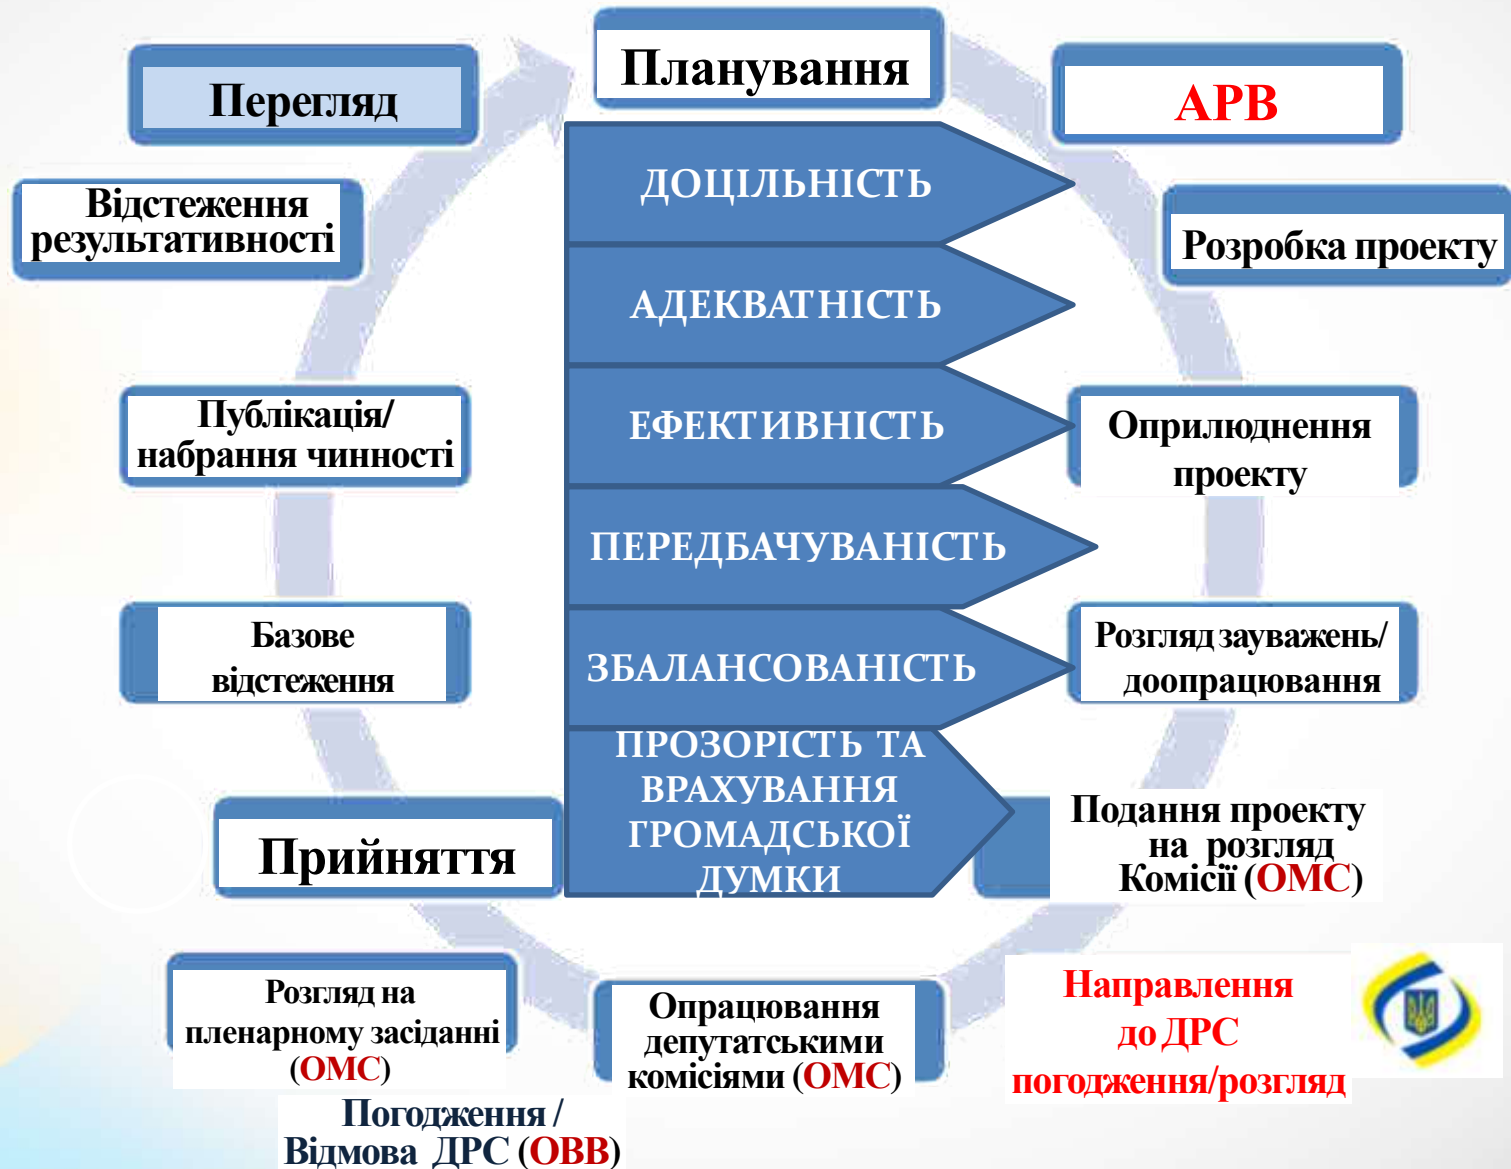 Планування
АРВ
Розробка проекту
Оприлюднення
проекту
Розгляд зауважень/
доопрацювання
Подання проекту
на розгляд
Комісії (ОМС)
Направлення
до ДРС
погодження/розгляд
Опрацювання
депутатськими
комісіями (ОМС)
Розгляд на
пленарному засіданні
(ОМС)
Погодження /
Відмова ДРС (ОВВ)
Прийняття
Базове
відстеження
Публікація/
набрання чинності
Відстеження
результативності
Перегляд
ДОЦІЛЬНІСТЬ
АДЕКВАТНІСТЬ
ЕФЕКТИВНІСТЬ
ПЕРЕДБАЧУВАНІСТЬ
ЗБАЛАНСОВАНІСТЬ
ПРОЗОРІСТЬ ТА
ВРАХУВАННЯ
ГРОМАДСЬКОЇ
ДУМКИ